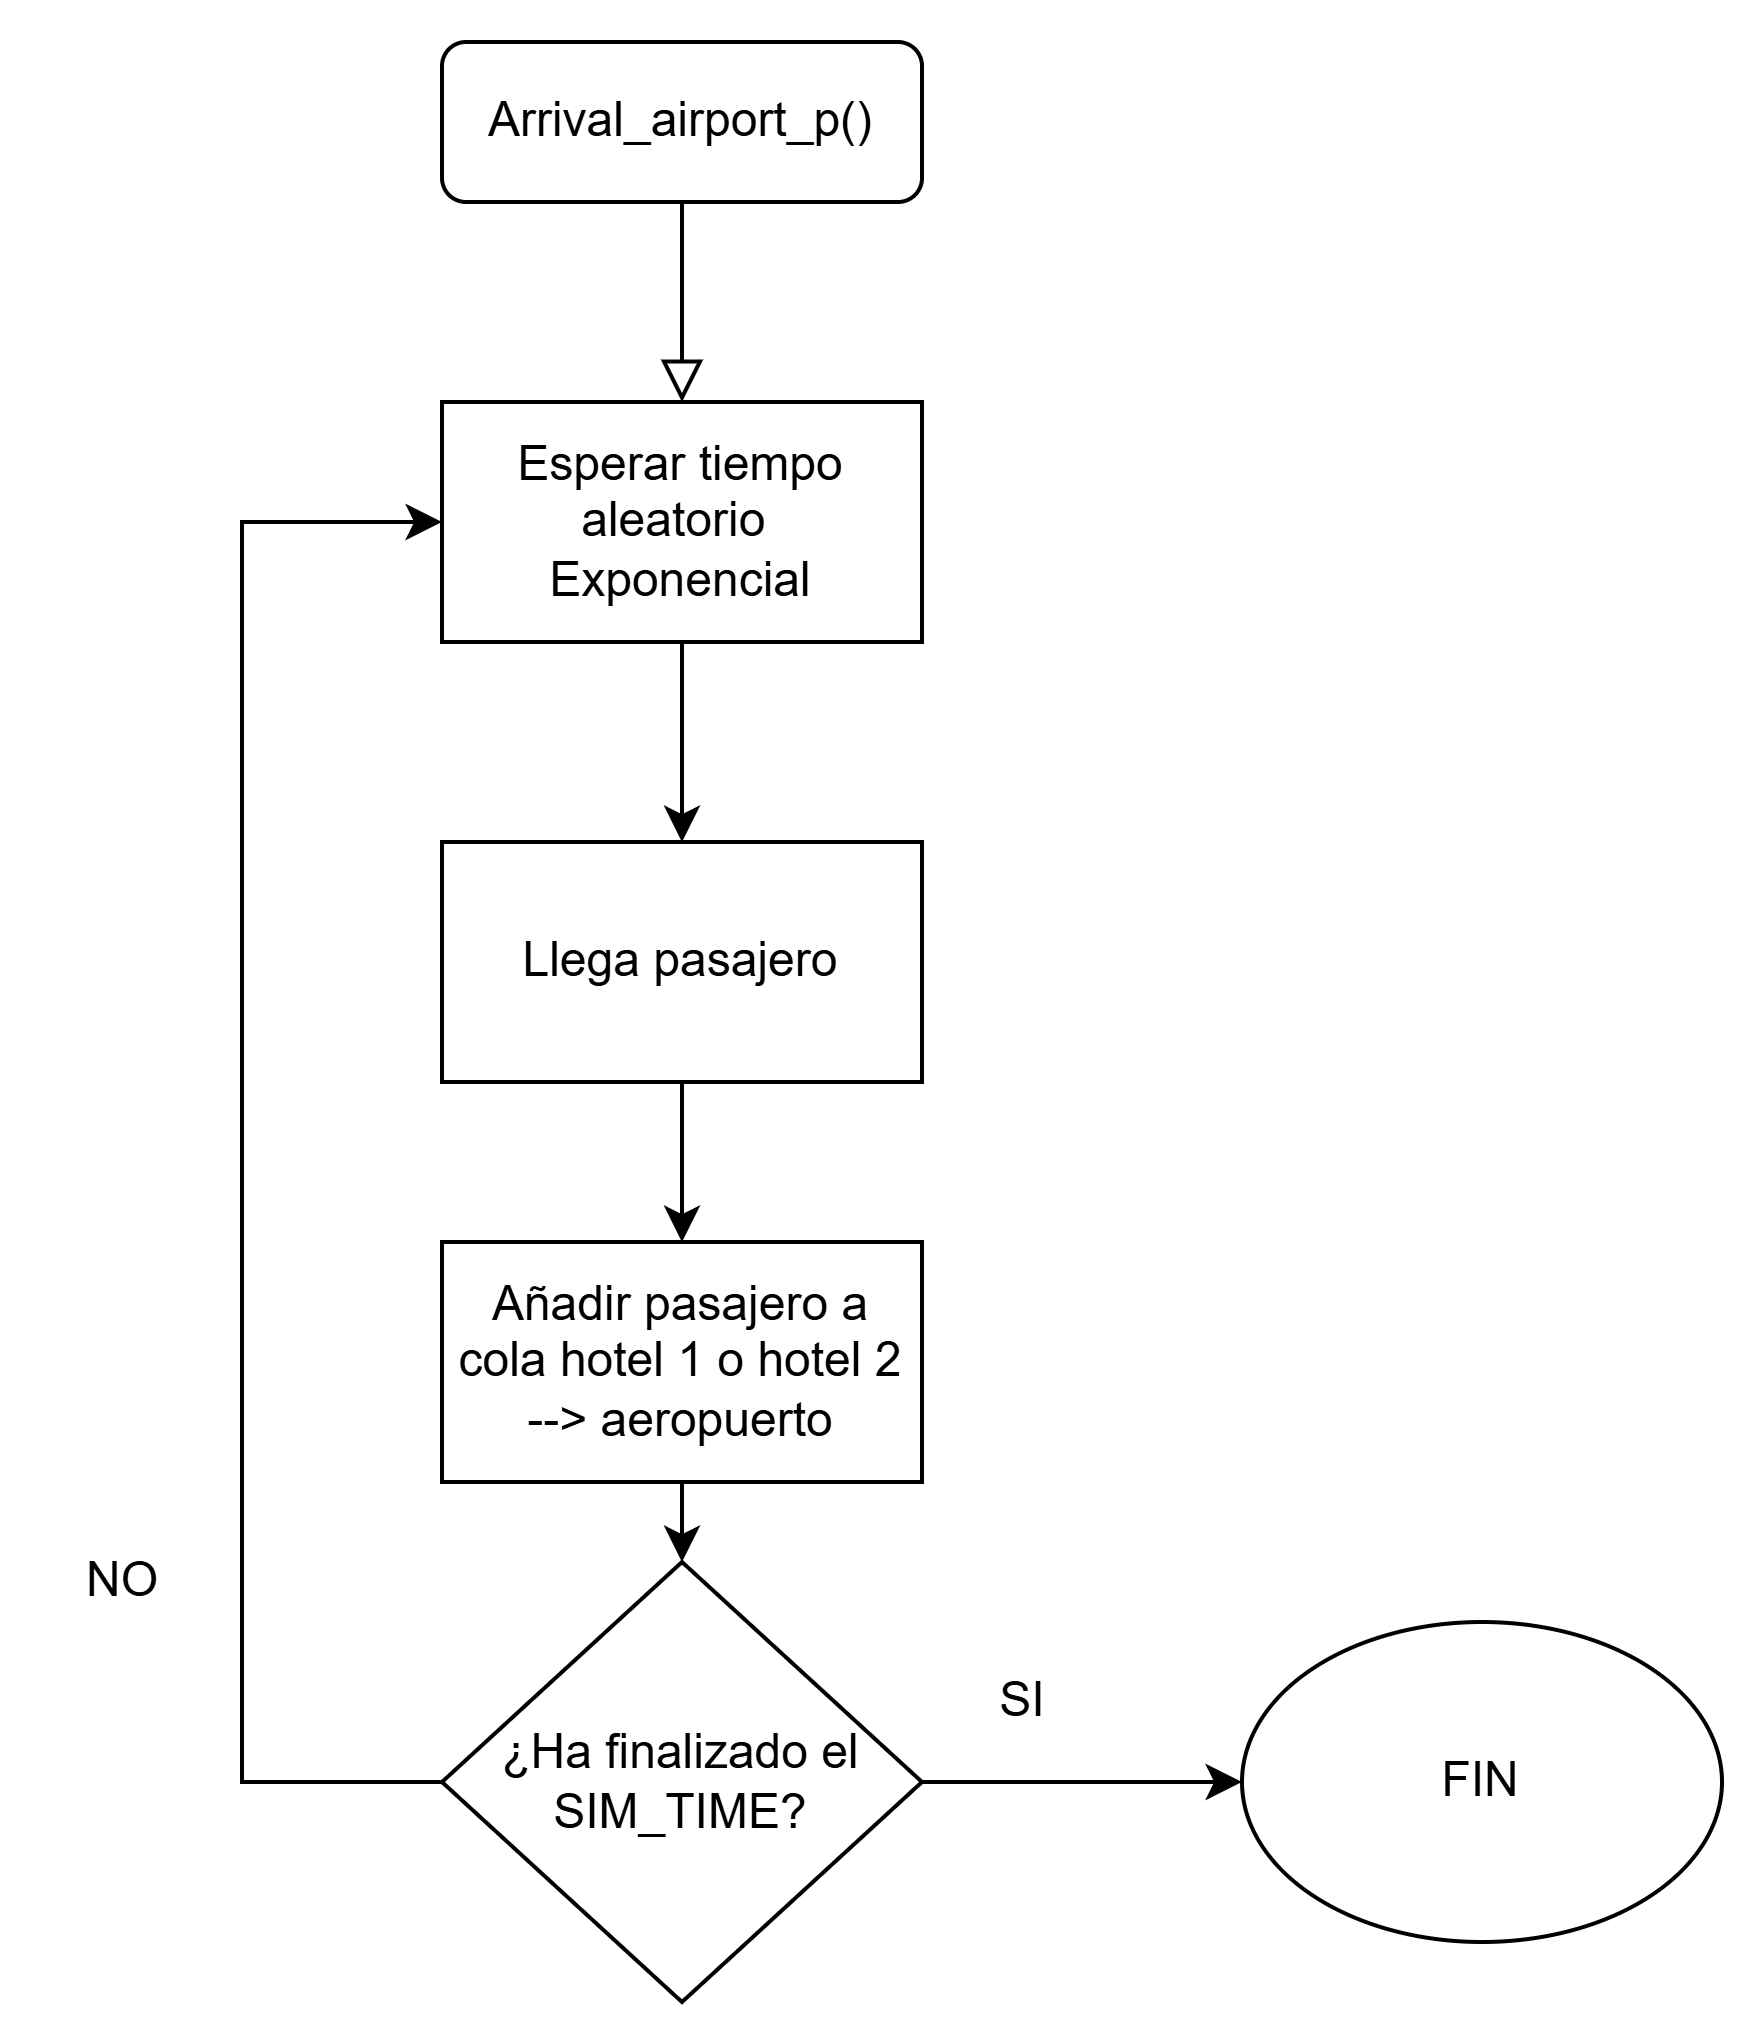 Arrival_airport_p()
Esperar tiempo
aleatorio
Exponencial
Llega pasajero
Añadir pasajero a
cola hotel 1 o hotel 2
--> aeropuerto
NO
¿Ha finalizado el
SIM_TIME?
SI
FIN